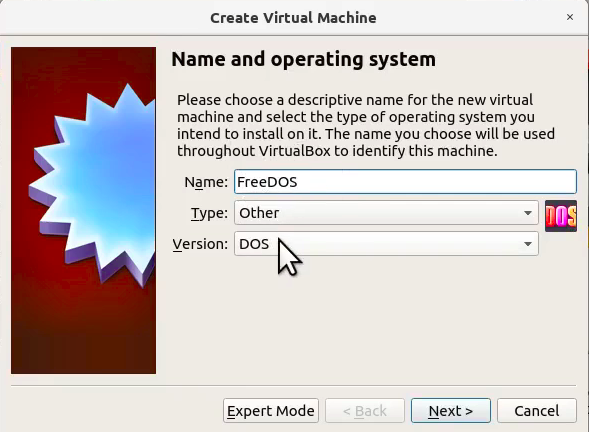 Create Virtual Machine
×
Name and operating system
Please choose a descriptive name for the new virtual
machine and select the type of operating system you
intend to install on it. The name you choose will be used
throughout VirtualBox to identify this machine.
Name: FreeDOS
Type: Other
DOS
Version: DOS
Expert Mode < Back Next > Cancel